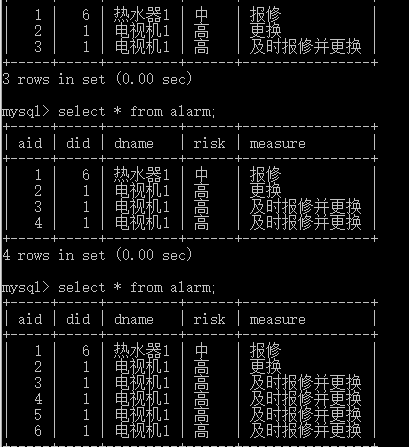 |   1 |   6 | 热水器1 | 中 | 报修 |
|   2 |   1 | 电视机1 | 高 | 更换 |
|   3 |   1 | 电视机1 | 高 | 及时报修并更换 |
3 rows in set (0.00 sec)
mysql> select * from alarm;
| aid | did | dname | risk | measure |
|   1 |   6 | 热水器1 | 中 | 报修 |
|   2 |   1 | 电视机1 | 高 | 更换 |
|   3 |   1 | 电视机1 | 高 | 及时报修并更换 |
|   4 |   1 | 电视机1 | 高 | 及时报修并更换 |
4 rows in set (0.00 sec)
mysql> select * from alarm;
| aid | did | dname | risk | measure |
|   1 |   6 | 热水器1 | 中 | 报修 |
|   2 |   1 | 电视机1 | 高 | 更换 |
|   3 |   1 | 电视机1 | 高 | 及时报修并更换 |
|   4 |   1 | 电视机1 | 高 | 及时报修并更换 |
|   5 |   1 | 电视机1 | 高 | 及时报修并更换 |
|   6 |   1 | 电视机1 | 高 | 及时报修并更换 |